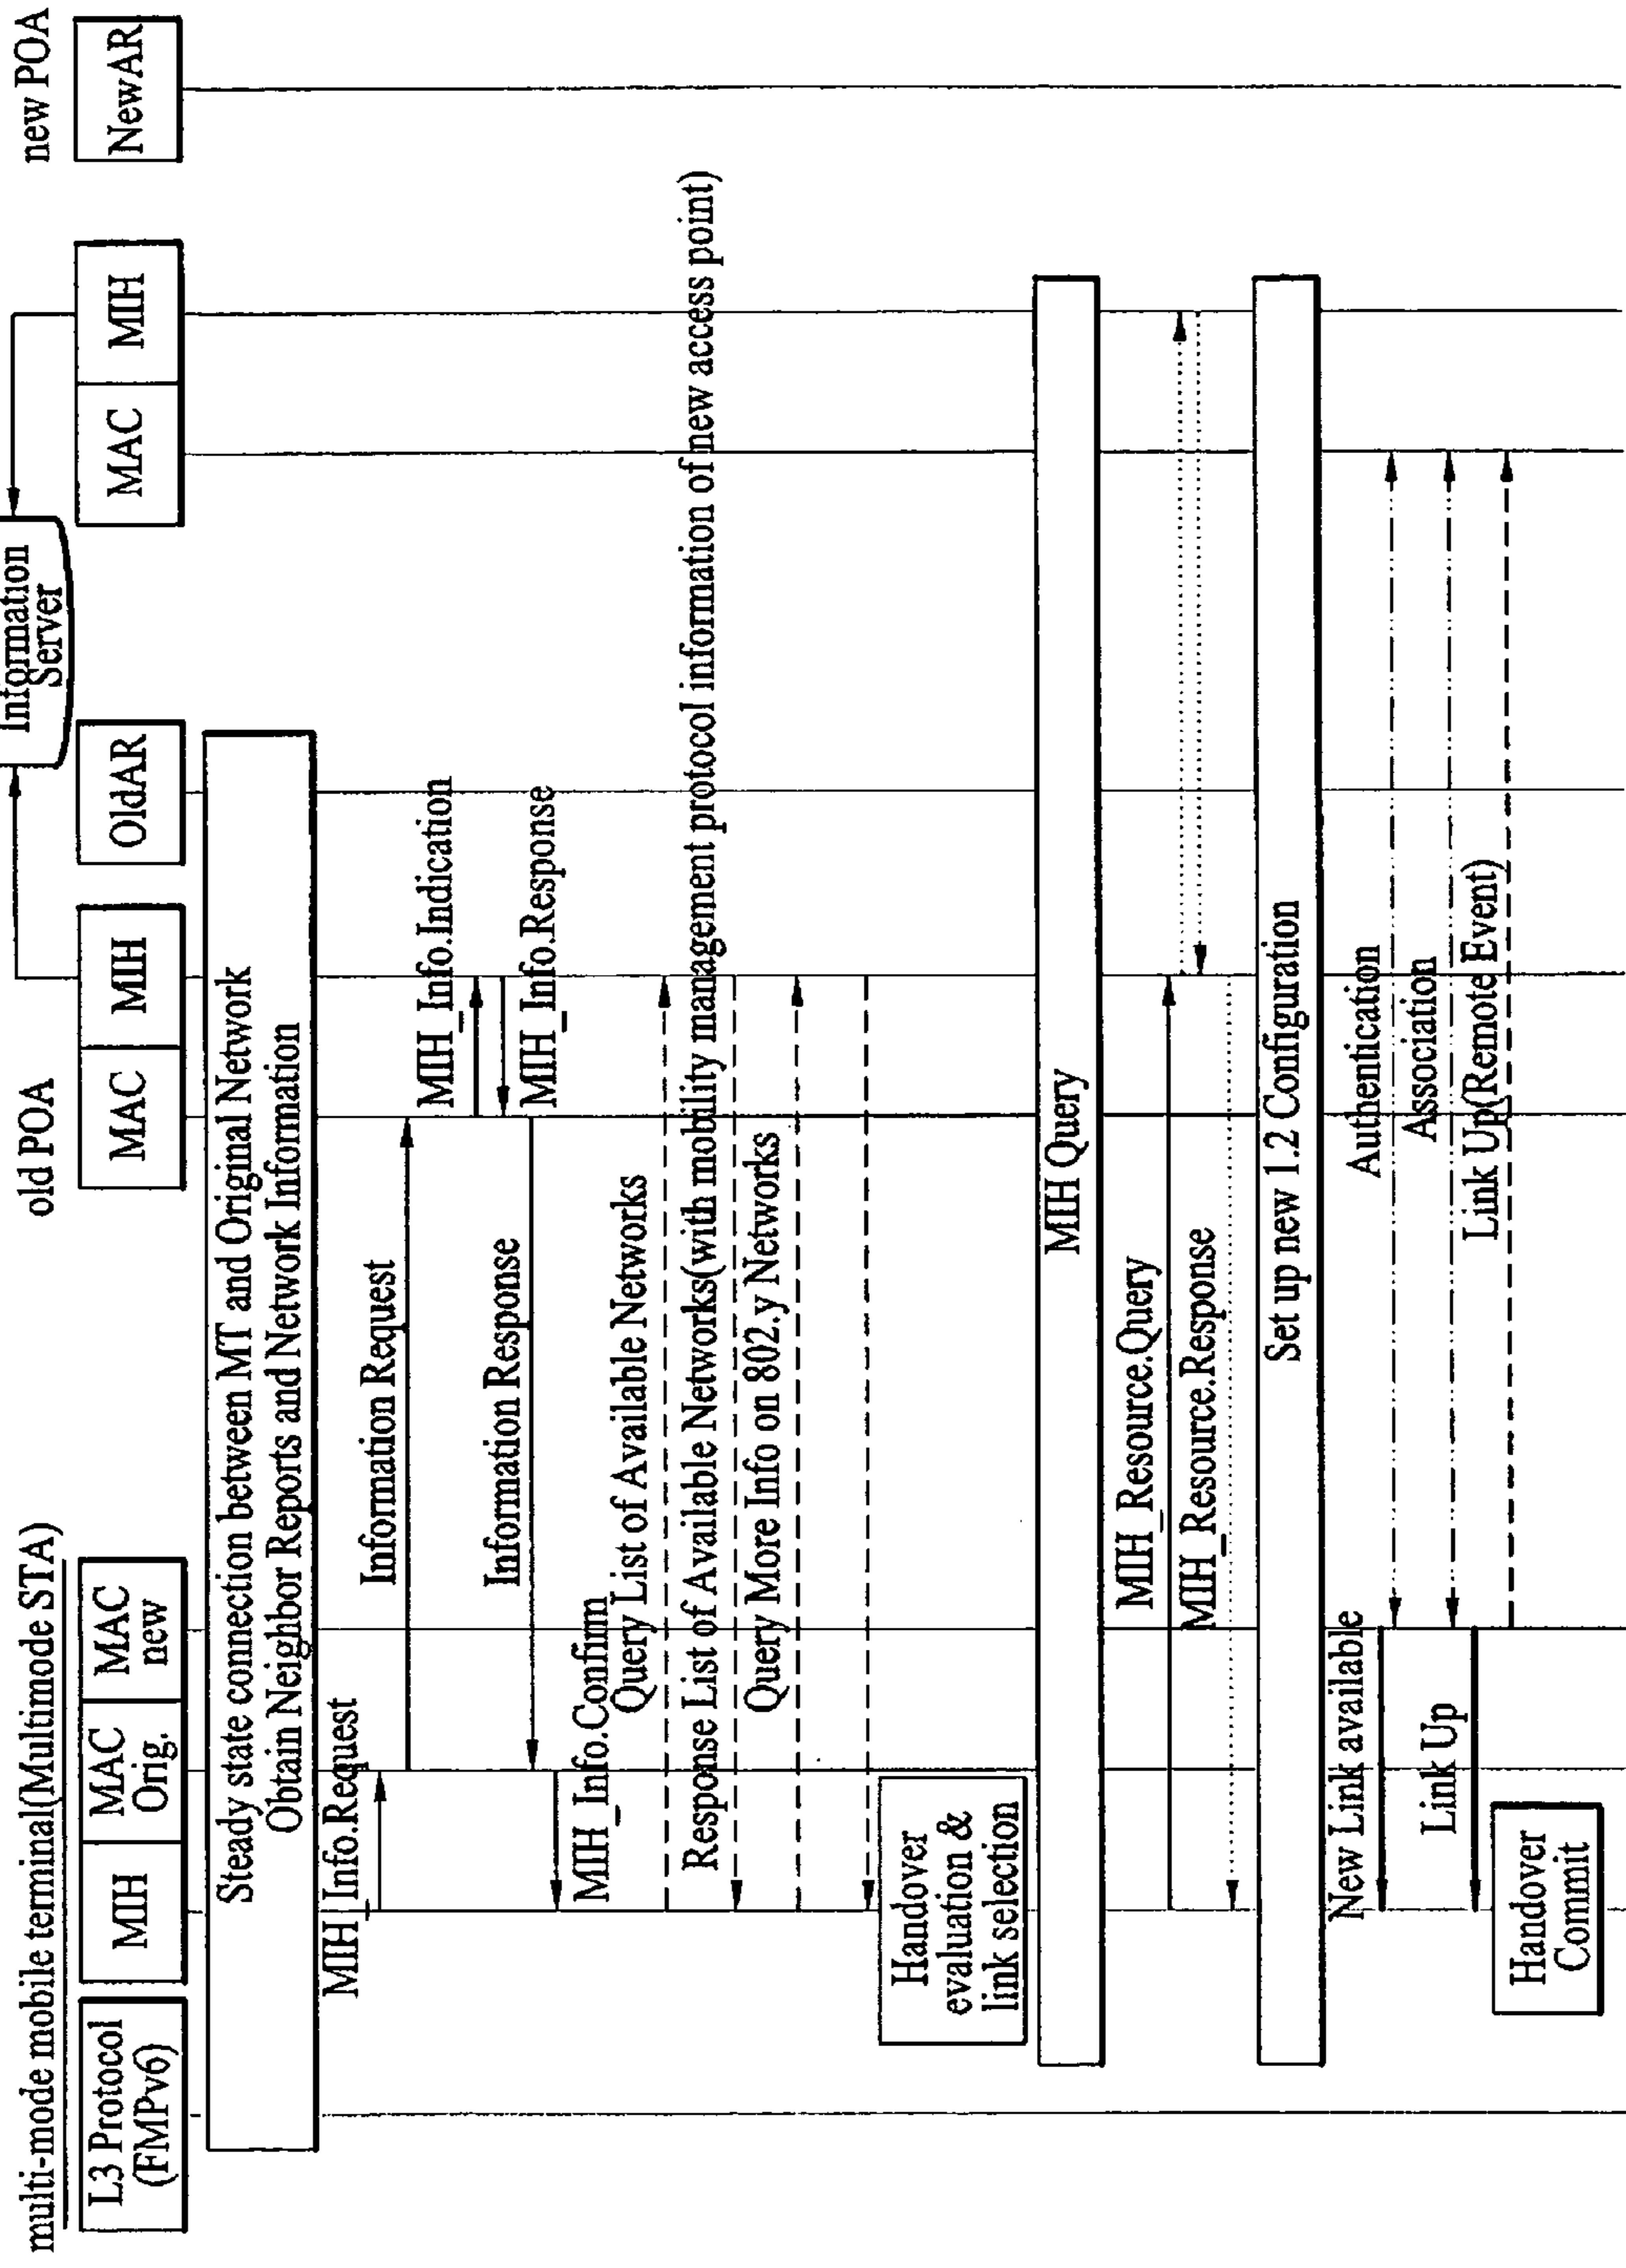 multi-mode mobile terminal(Multimode STA)
old POA
new POA
Information
Server
L3 Protocol
(FMPv6)
MIH
MAC
Orig.
MAC
new
MAC
MIH
OldAR
MAC
MIH
NewAR
Steady state connection between MT and Original Network
Obtain Neighbor Reports and Network Information
MIH_Info.Request
Information Request
MIH_Info.Indication
MIH_Info.Response
Information Response
MIH_Info.Confirm
Query List of Available Networks
Response List of Available Networks(with mobility management protocol information of new access point)
Query More Info on 802.y Networks
Handover
evaluation &
link selection
MIH Query
MIH_Resource.Query
MIH_Resource.Response
Set up new 1.2 Configuration
New Link available
Authentication
Association
Link Up
Link Up(Remote Event)
Handover
Commit